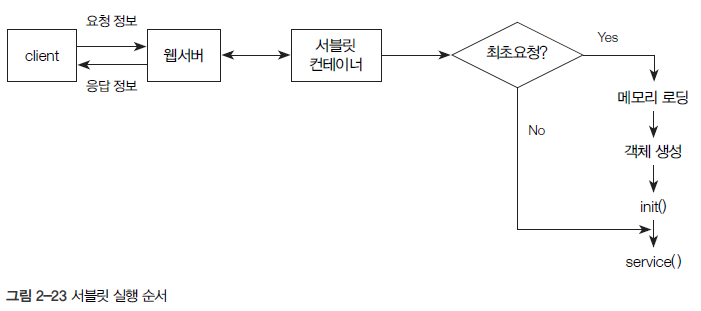 요청 정보
client
웹서버
응답 정보
서블릿
컨테이너
최초요청?
Yes
No
메모리 로딩
객체 생성
init()
service( )
그림 2–23 서블릿 실행 순서